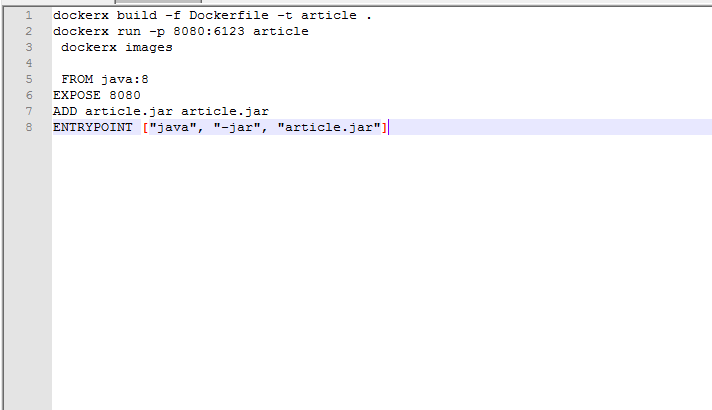 1 dockerx build -f Dockerfile -t article .
2 dockerx run -p 8080:6123 article
3  dockerx images
4
5  FROM java:8
6 EXPOSE 8080
7 ADD article.jar article.jar
8 ENTRYPOINT ["java", "-jar", "article.jar"]